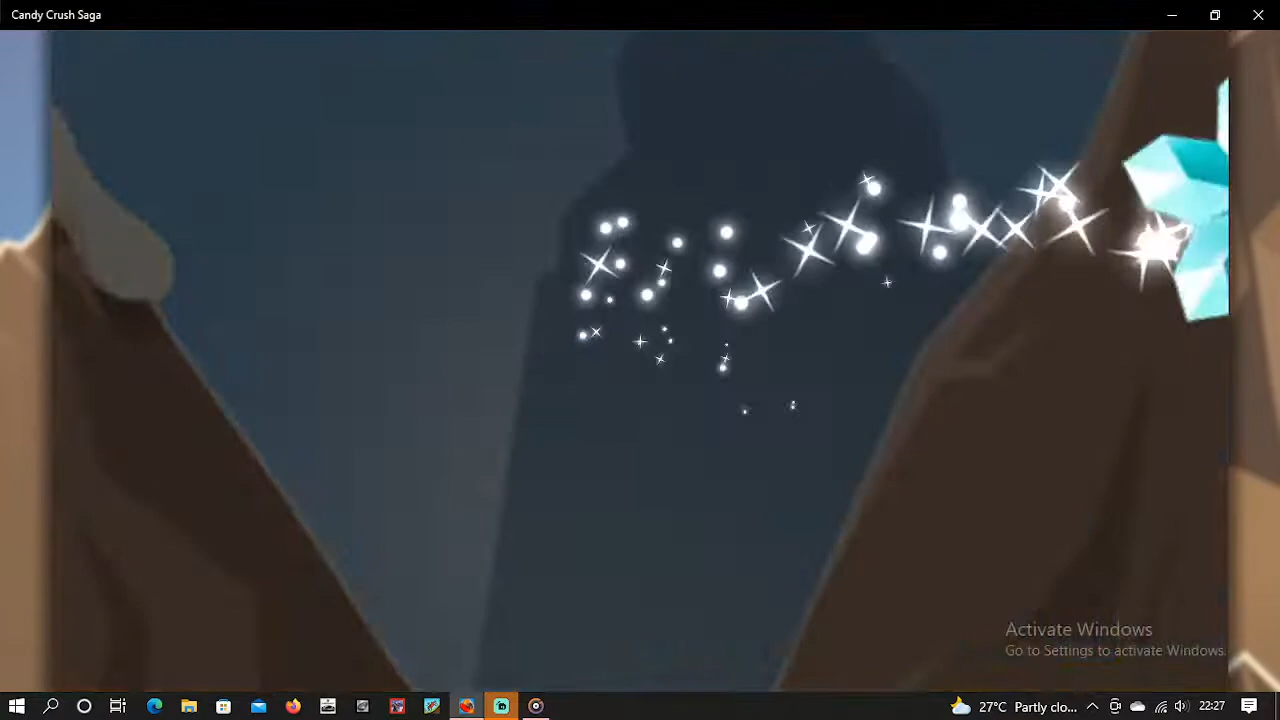 Candy Crush Saga
Activate Windows
Go to Settings to activate Windows.
27°C Partly clo... 22:27